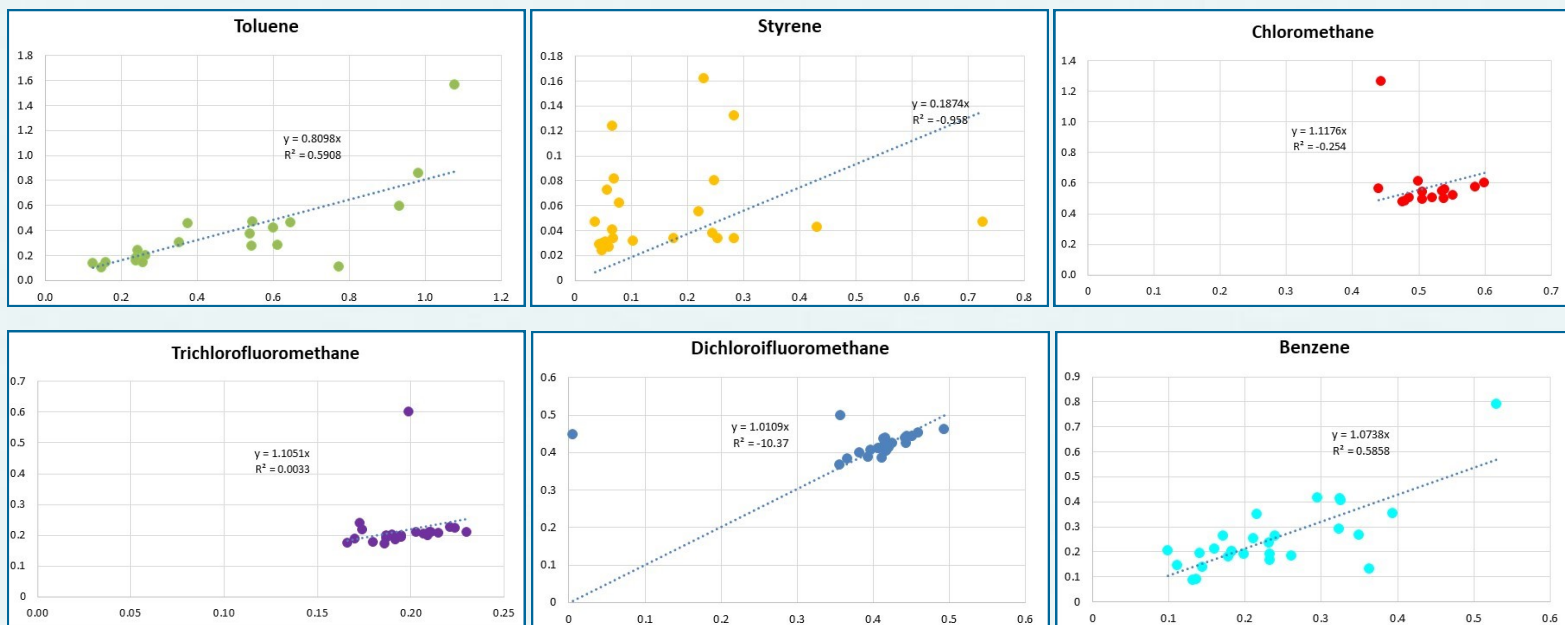 Toluene
1.8
1.6
1.4
1.2
1.0
0.8
0.6
0.4
0.2
0.0
y = 0.8098x
R² = 0.5908
0.0 0.2 0.4 0.6 0.8 1.0 1.2
Styrene
0.18
0.16
0.14
0.12
0.1
0.08
0.06
0.04
0.02
0
y = 0.1874x
R² = -0.958
0 0.1 0.2 0.3 0.4 0.5 0.6 0.7 0.8
Chloromethane
1.4
1.2
1.0
0.8
0.6
0.4
0.2
0.0
y = 1.1176x
R² = -0.254
0 0.1 0.2 0.3 0.4 0.5 0.6 0.7
Trichlorofluoromethane
0.7
0.6
0.5
0.4
0.3
0.2
0.1
0
y = 1.1051x
R² = 0.0033
0.00 0.05 0.10 0.15 0.20 0.25
Dichloroifluoromethane
0.6
0.5
0.4
0.3
0.2
0.1
0
y = 1.0109x
R² = -10.37
0 0.1 0.2 0.3 0.4 0.5 0.6
Benzene
0.9
0.8
0.7
0.6
0.5
0.4
0.3
0.2
0.1
0
y = 1.0738x
R² = 0.5858
0 0.1 0.2 0.3 0.4 0.5 0.6